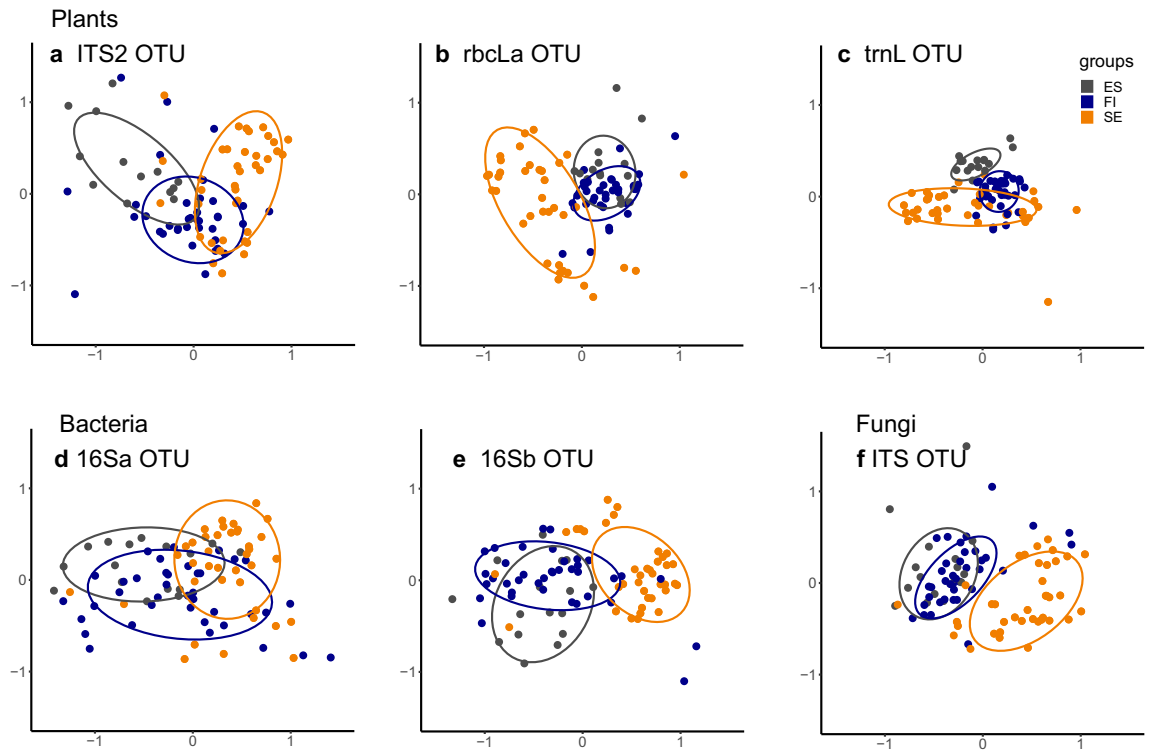 Plants
a ITS2 OTU
1
0
−1
−1
0
1
b rbcLa OTU
1
0
−1
−1
0
1
c trnL OTU
groups
ES
FI
SE
1
0
−1
−1
0
1
Bacteria
d 16Sa OTU
1
0
−1
−1
0
1
e 16Sb OTU
1
0
−1
−1
0
1
Fungi
f ITS OTU
1
0
−1
−1
0
1